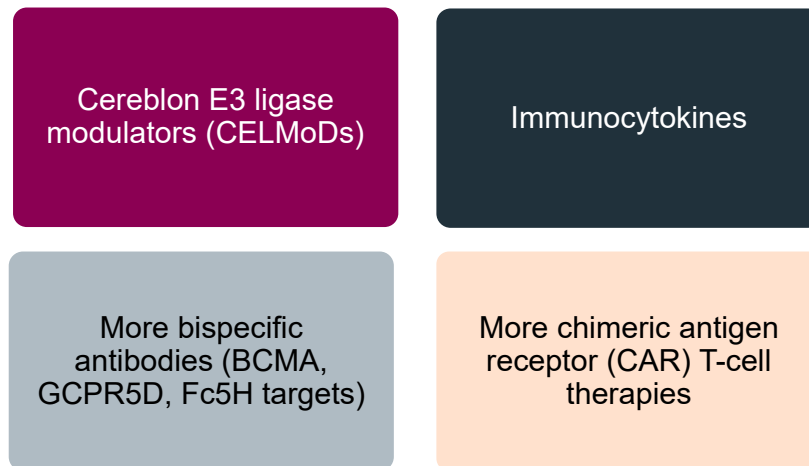 Cereblon E3 ligase
modulators (CELMoDs)
Immunocytokines
More bispecific
antibodies (BCMA,
GCPR5D, Fc5H targets)
More chimeric antigen
receptor (CAR) T-cell
therapies